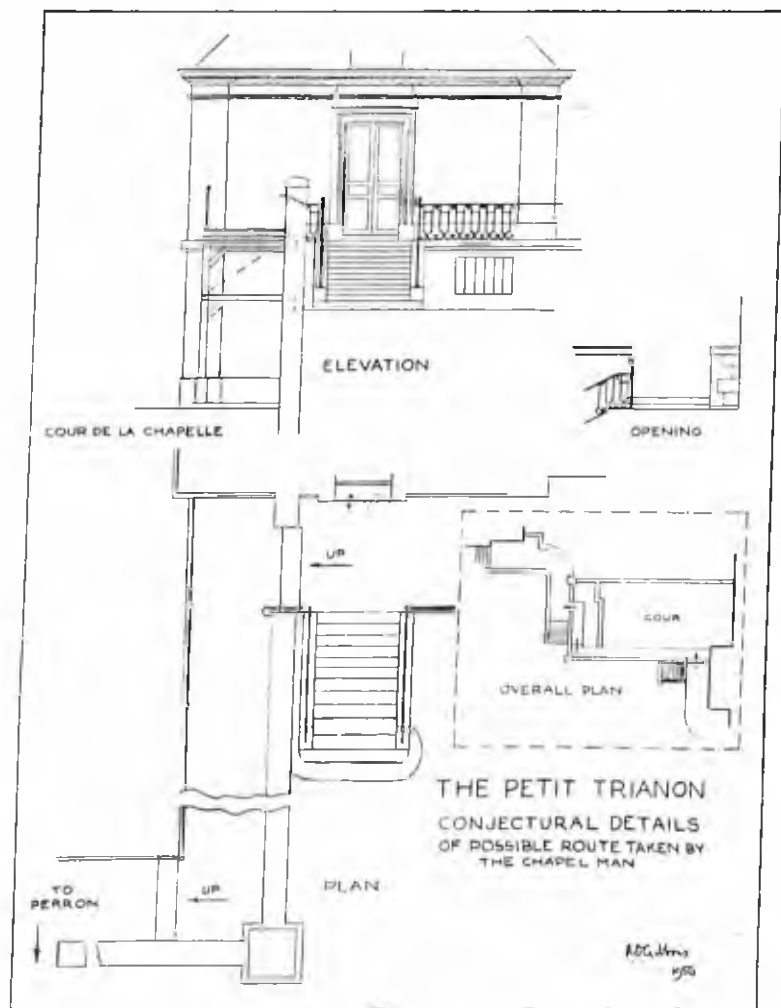 ELEVATION
COUR DE LA CHAPELLE
OPENING
UP
COUR
OVERALL PLAN
THE PETIT TRIANON
CONJECTURAL DETAILS
OF POSSIBLE ROUTE TAKEN BY
THE CHAPEL MAN
PLAN
UP
TO
PERRON